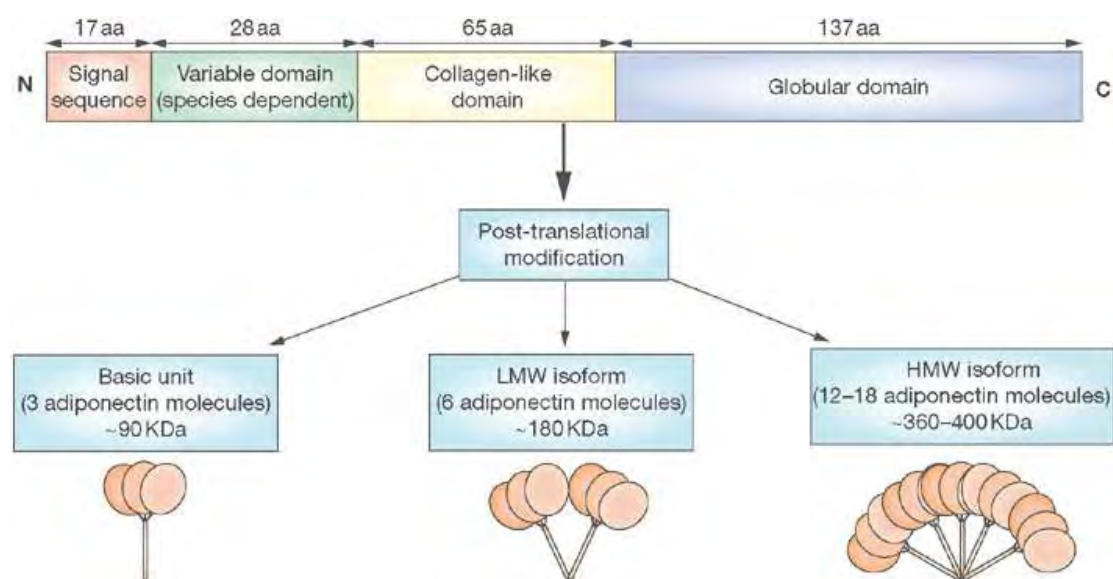 17 aa 28 aa 65 aa 137 aa
N Signal sequence Variable domain (species dependent) Collagen-like domain Globular domain C
Post-translational
modification
Basic unit
(3 adiponectin molecules)
~90 KDa
LMW isoform
(6 adiponectin molecules)
~180 KDa
HMW isoform
(12–18 adiponectin molecules)
~360–400 KDa